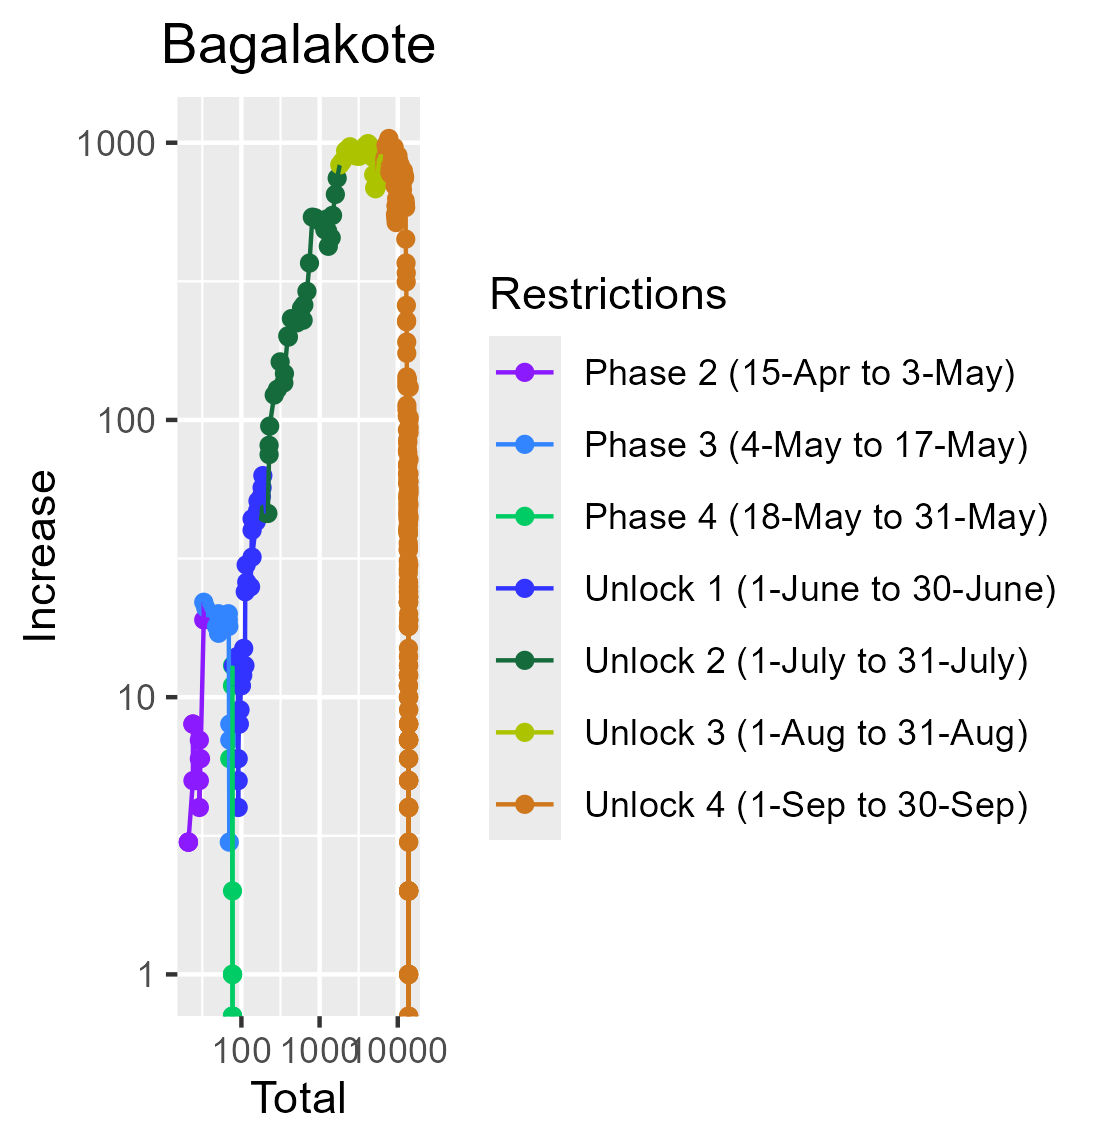 Bagalakote
1000
100
10
1
Increase
100 1000 10000
Total
Restrictions
Phase 2 (15-Apr to 3-May)
Phase 3 (4-May to 17-May)
Phase 4 (18-May to 31-May)
Unlock 1 (1-June to 30-June)
Unlock 2 (1-July to 31-July)
Unlock 3 (1-Aug to 31-Aug)
Unlock 4 (1-Sep to 30-Sep)